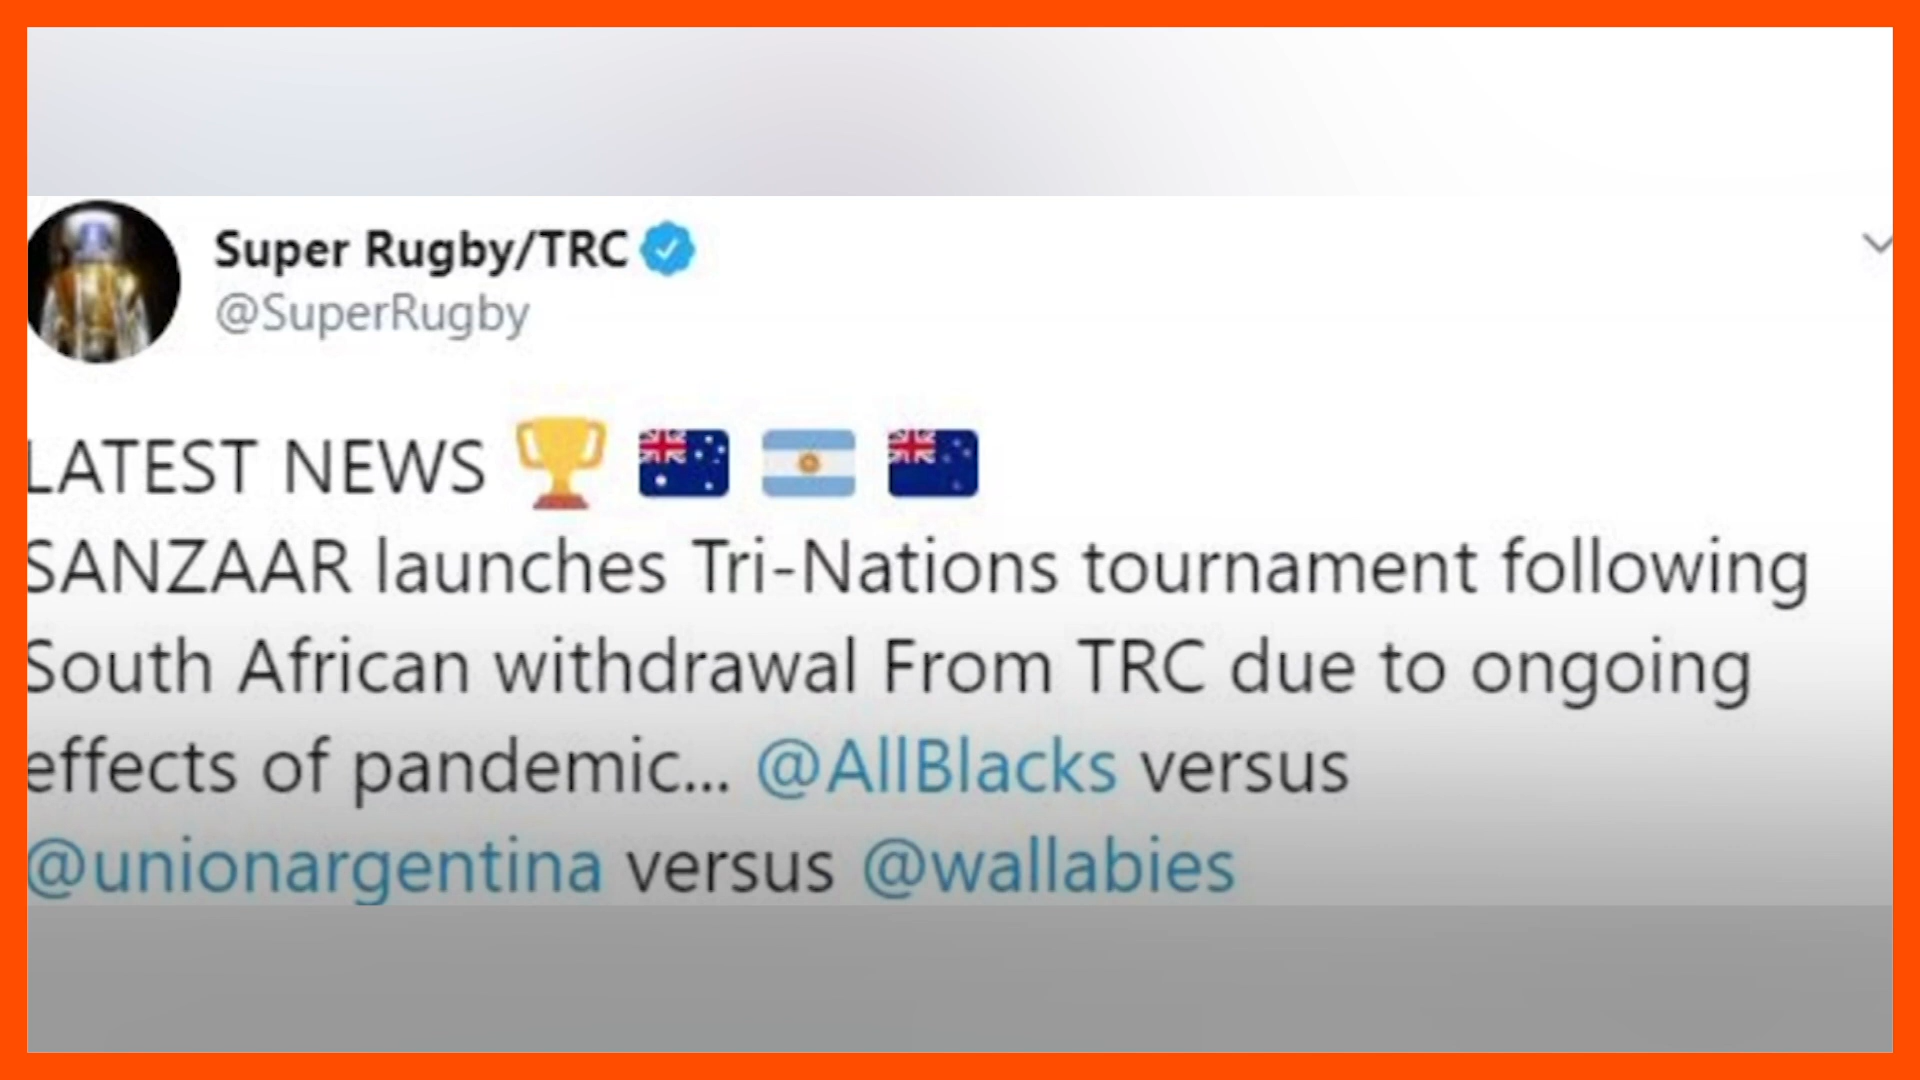 Super Rugby/TRC
@SuperRugby
LATEST NEWS 🏆 🇦🇺 🇦🇷 🇳🇿
SANZAAR launches Tri-Nations tournament following
South African withdrawal From TRC due to ongoing
effects of pandemic... @AllBlacks versus
@unionargentina versus @wallabies